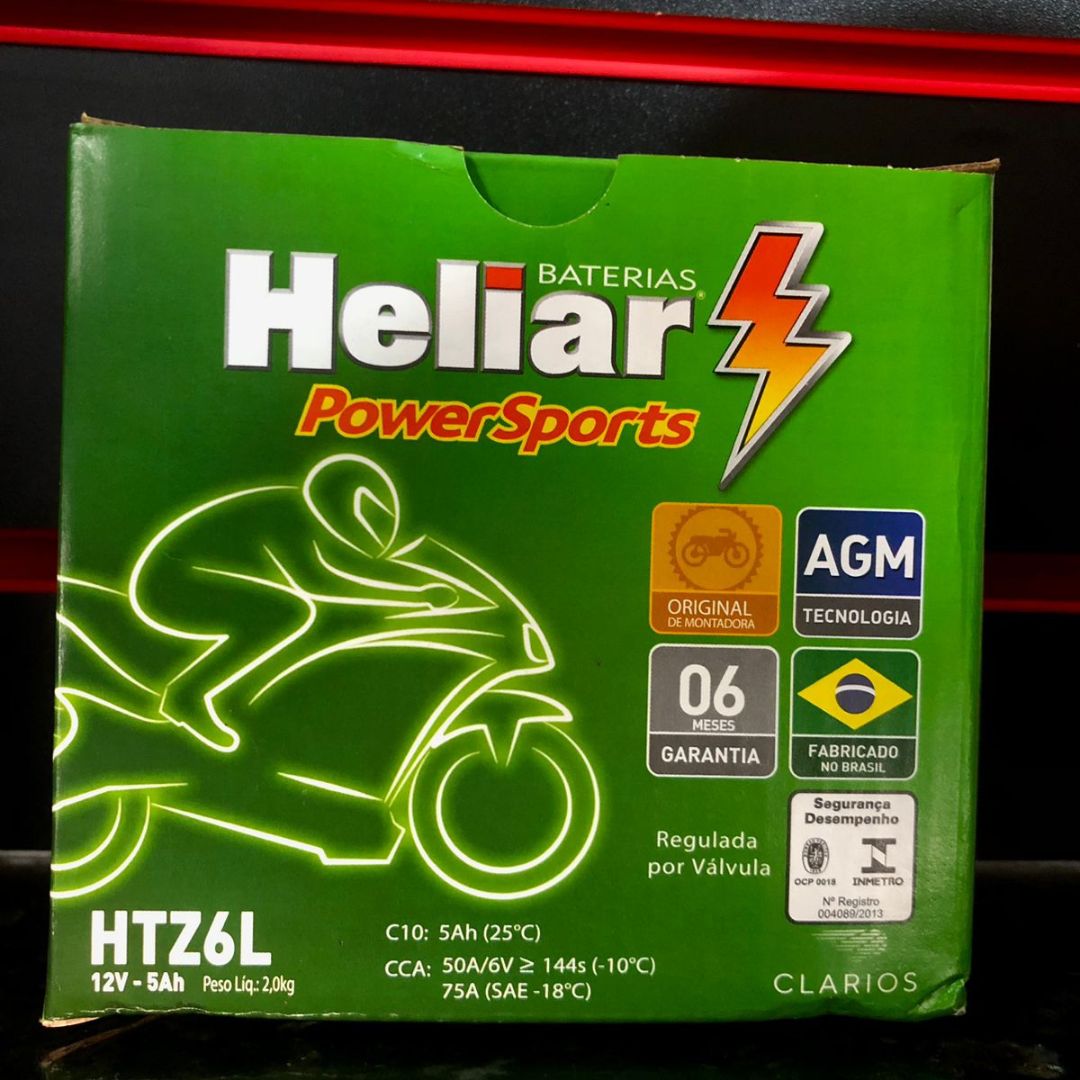 BATERIAS
Heliar®
PowerSports
ORIGINAL
DE MONTADORA
AGM
TECNOLOGIA
06
MESES
GARANTIA
FABRICADO
NO BRASIL
Regulada
por Válvula
Segurança
Desempenho
OCP 0018
INMETRO
Nº Registro
004089/2013
HTZ6L
12V - 5Ah Peso Líq.: 2,0kg
C10: 5Ah (25°C)
CCA: 50A/6V ≥ 144s (-10°C)
75A (SAE -18°C)
CLARIOS